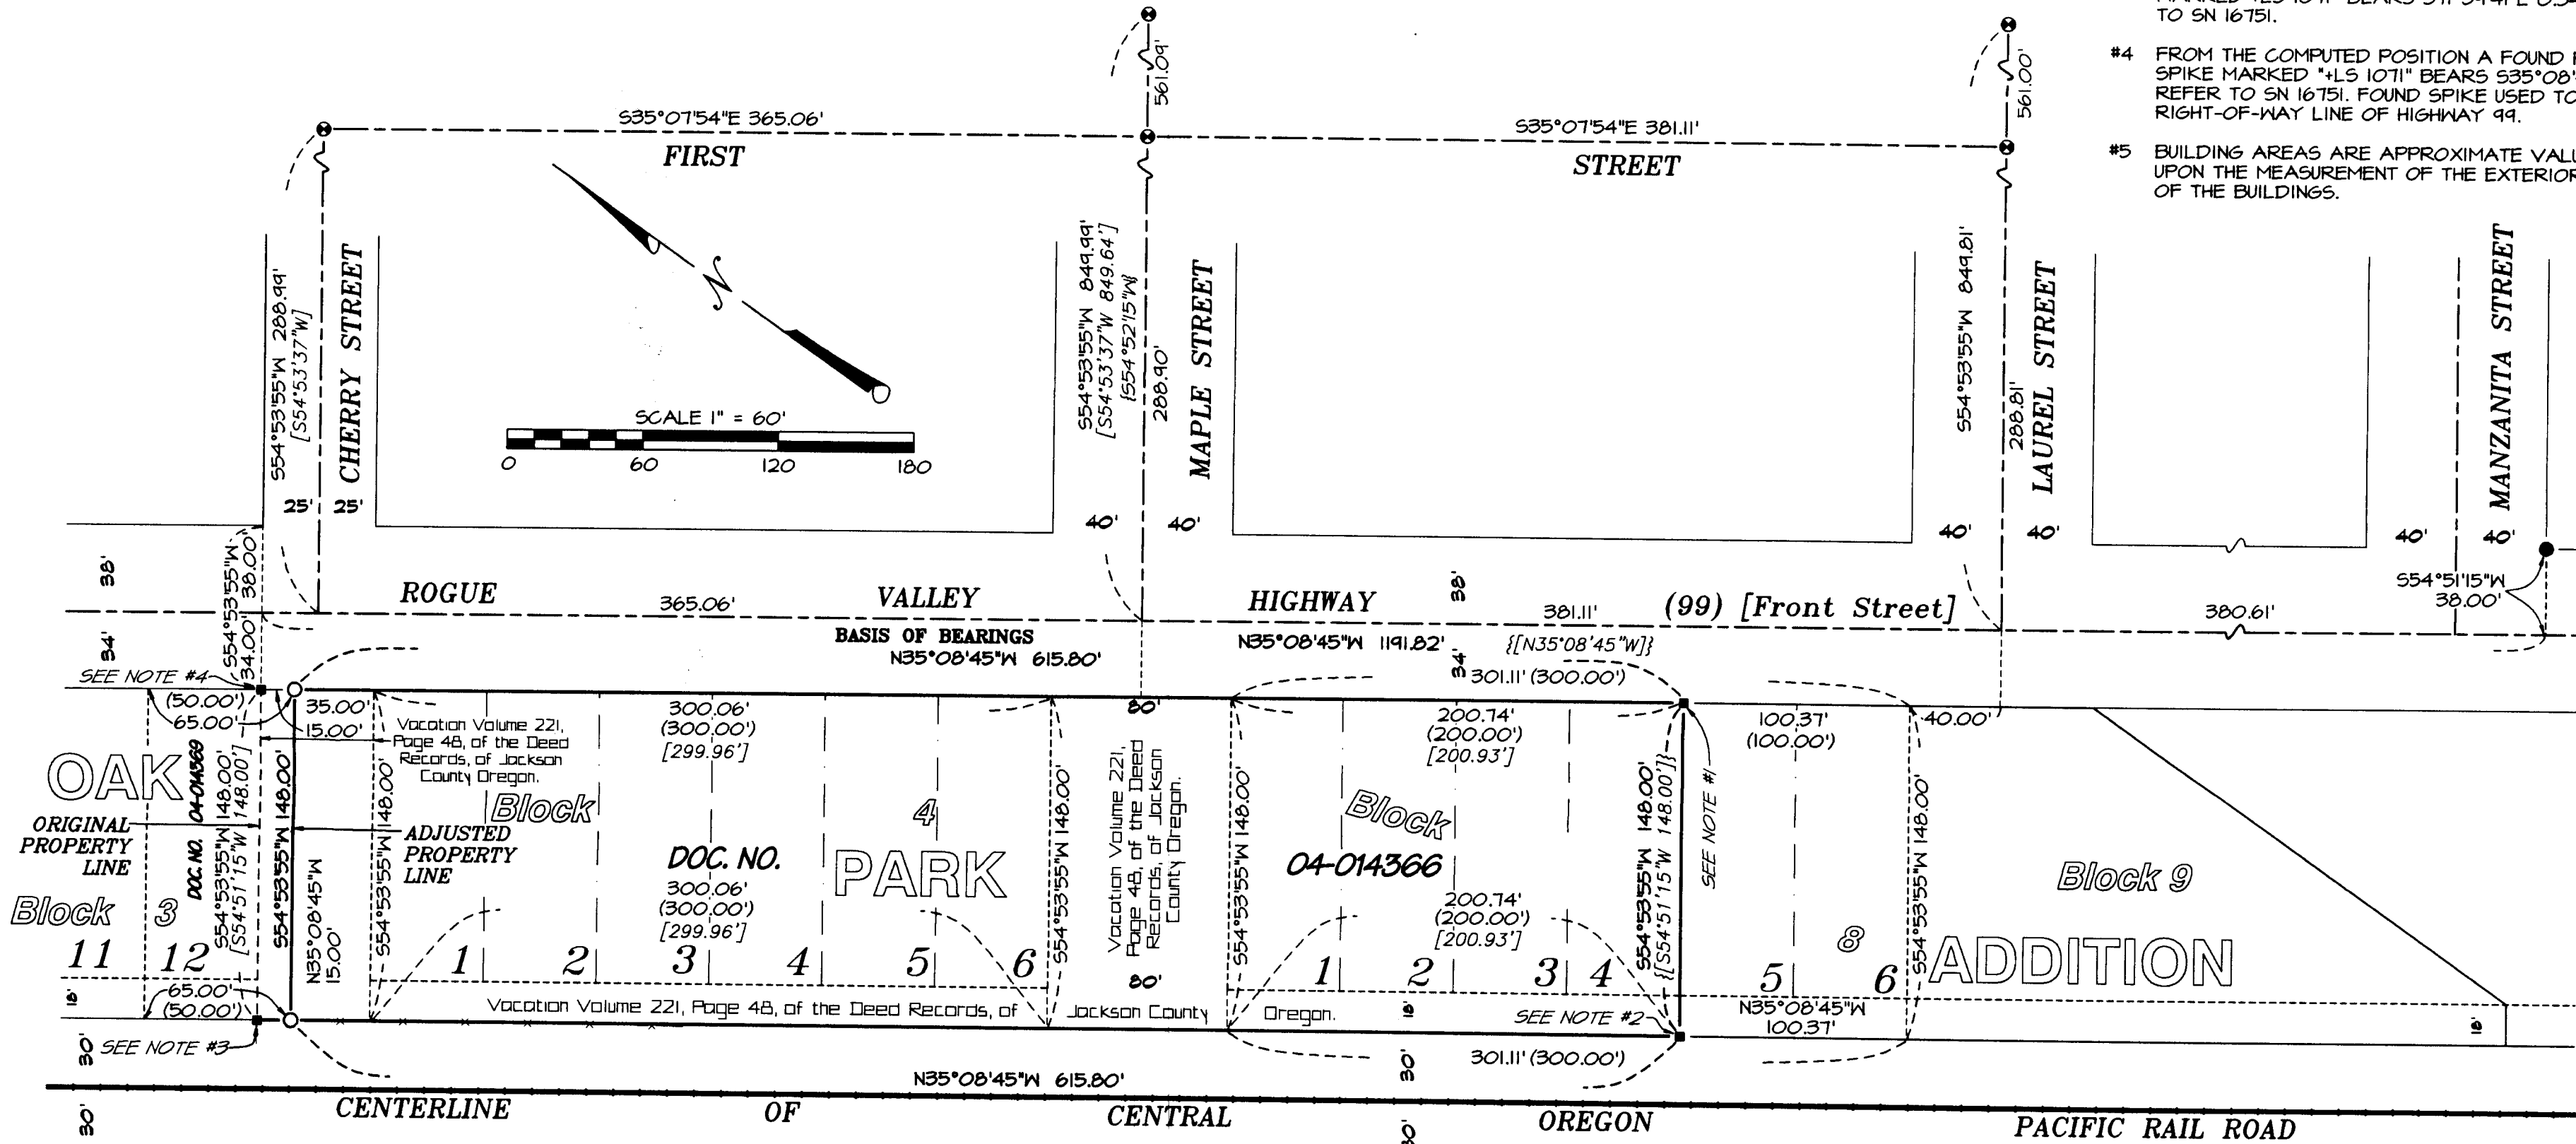 TO SN 16751.
#4 FROM THE COMPUTED POSITION A FOUND
SPIKE MARKED "+LS 1071" BEARS S35°08'
REFER TO SN 16751. FOUND SPIKE USED TO
RIGHT-OF-WAY LINE OF HIGHWAY 99.
#5 BUILDING AREAS ARE APPROXIMATE
UPON THE MEASUREMENT OF THE EXTERIOR
OF THE BUILDINGS.
561.09'
561.00'
S35°07'54"E 365.06'
S35°07'54"E 381.11'
FIRST
STREET
S54°53'55"W 288.99'
[S54°53'37"W]
CHERRY STREET
N
SCALE 1" = 60'
0 60 120 180
S54°53'55"W 849.99'
[S54°53'37"W 849.64']
{S54°52'15"W}
288.90'
MAPLE STREET
S54°53'55"W 849.81'
288.81'
LAUREL STREET
MANZANITA STREET
25' 25'
40' 40'
40' 40'
40' 40'
38'
S54°53'55"W
38.00'
ROGUE
VALLEY
HIGHWAY
38'
(99) [Front Street]
S54°51'15"W
38.00'
365.06'
381.11'
380.61'
34'
S54°53'55"W
34.00'
BASIS OF BEARINGS
N35°08'45"W 615.80'
N35°08'45"W 1191.82'
34'
{[N35°08'45"W]}
301.11' (300.00')
SEE NOTE #4
(50.00')
65.00'
35.00'
15.00'
Vacation Volume 221,
Page 48, of the Deed
Records, of Jackson
County Oregon.
300.06'
(300.00')
[299.96']
80'
200.74'
(200.00')
[200.93']
100.37'
(100.00')
40.00'
OAK
DOC. NO. 04-014369
S54°53'55"W 148.00'
[S54°51'15"W 148.00']
S54°53'55"W 148.00'
S54°53'55"W 148.00'
Block
4
S54°53'55"W 148.00'
Vacation Volume 221,
Page 48, of the Deed
Records, of Jackson
County Oregon.
S54°53'55"W 148.00'
Block
S54°53'55"W 148.00'
{[S54°51'15"W 148.00']}
SEE NOTE #1
S54°53'55"W 148.00'
ORIGINAL
PROPERTY
LINE
ADJUSTED
PROPERTY
LINE
N35°08'45"W
15.00'
DOC. NO.
PARK
04-014366
Block 9
300.06'
(300.00')
[299.96']
200.74'
(200.00')
[200.93']
Block 3
8
ADDITION
11 12
1 2 3 4 5 6
80'
1 2 3 4
5 6
18'
65.00'
(50.00')
Vacation Volume 221, Page 48, of the Deed Records, of Jackson County Oregon.
18'
N35°08'45"W
100.37'
18'
SEE NOTE #2
30'
SEE NOTE #3
30'
301.11' (300.00')
N35°08'45"W 615.80'
30'
CENTERLINE OF CENTRAL OREGON PACIFIC RAIL ROAD